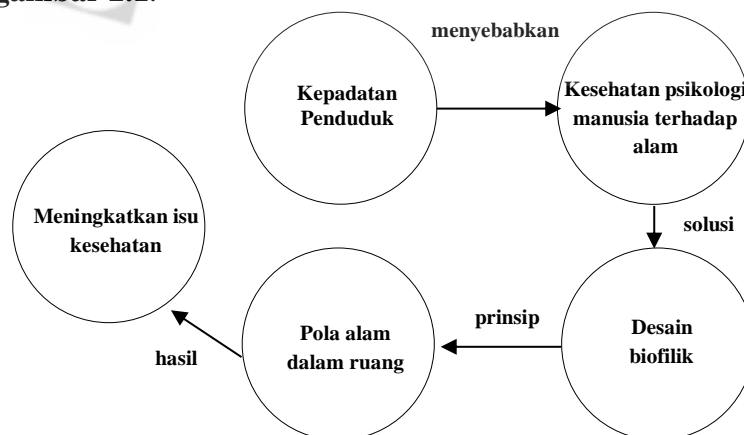 menyebabkan
Kepadatan
Penduduk
Kesehatan psikologi
manusia terhadap
alam
solusi
Desain
biofilik
prinsip
Pola alam
dalam ruang
hasil
Meningkatkan isu
kesehatan